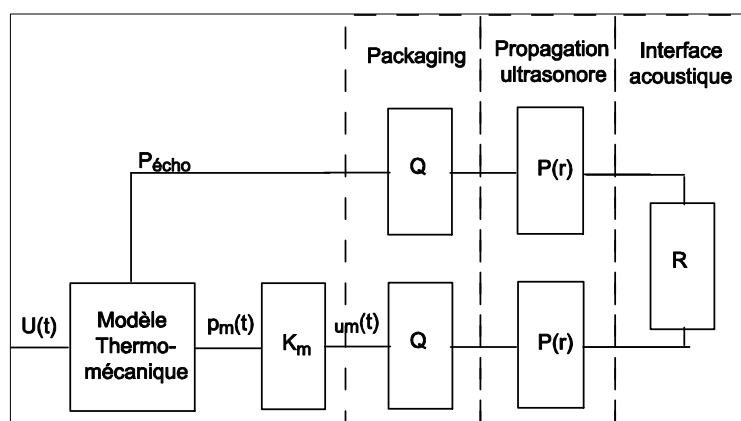 Packaging
Propagation
ultrasonore
Interface
acoustique
Pécho
Q
P(r)
R
U(t)
Modèle
Thermo-
mécanique
pm(t)
Km
um(t)
Q
P(r)